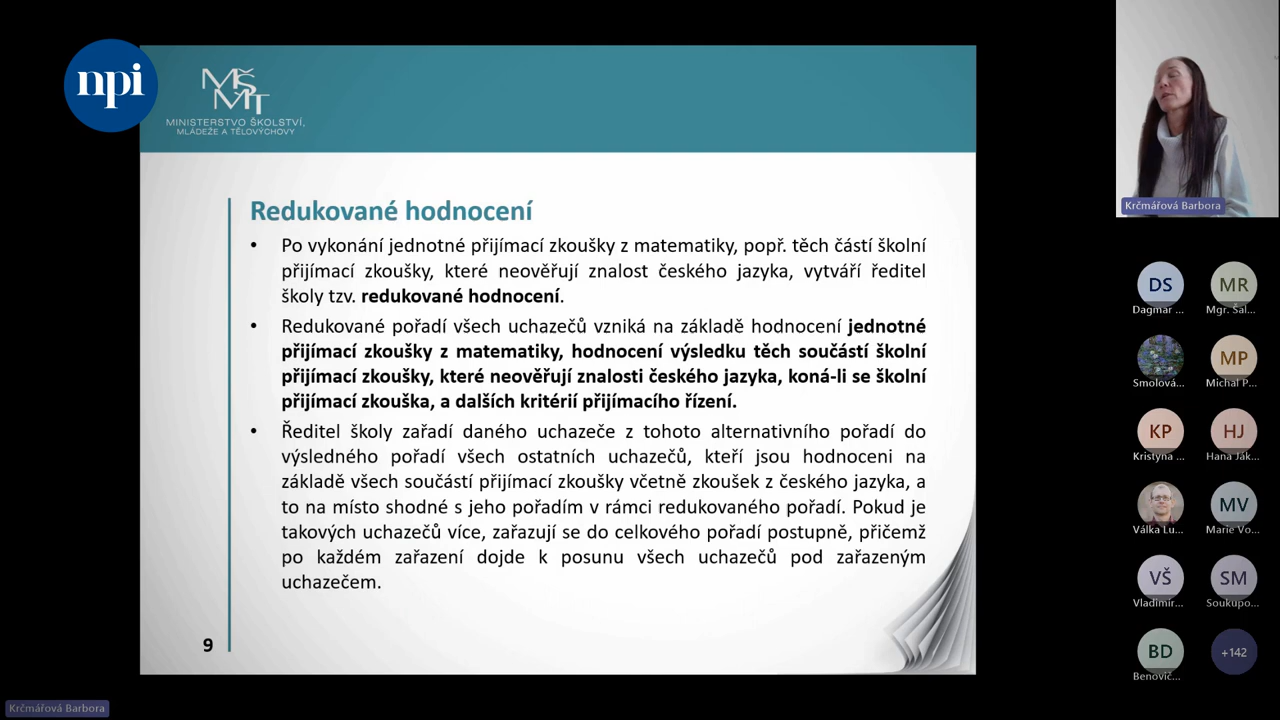 npi
MŠMT
MINISTERSTVO ŠKOLSTVÍ,
MLÁDEŽE A TĚLOVÝCHOVY
Redukované hodnocení
• Po vykonání jednotné přijímací zkoušky z matematiky, popř. těch částí školní
přijímací zkoušky, které neověřují znalost českého jazyka, vytváří ředitel
školy tzv. redukované hodnocení.
• Redukované pořadí všech uchazečů vzniká na základě hodnocení jednotné
přijímací zkoušky z matematiky, hodnocení výsledku těch součástí školní
přijímací zkoušky, které neověřují znalosti českého jazyka, koná-li se školní
přijímací zkouška, a dalších kritérií přijímacího řízení.
• Ředitel školy zařadí daného uchazeče z tohoto alternativního pořadí do
výsledného pořadí všech ostatních uchazečů, kteří jsou hodnoceni na
základě všech součástí přijímací zkoušky včetně zkoušek z českého jazyka, a
to na místo shodné s jeho pořadím v rámci redukovaného pořadí. Pokud je
takových uchazečů více, zařazují se do celkového pořadí postupně, přičemž
po každém zařazení dojde k posunu všech uchazečů pod zařazeným
uchazečem.
9
Krčmářová Barbora
DS MR
Dagmar ... Mgr. Šal...
MP
Smolová... Michal P...
KP HJ
Kristýna ... Hana Ják...
MV
Válka Lu... Marie Vo...
VŠ SM
Vladimír... Soukupo...
BD +142
Benovič...
Krčmářová Barbora